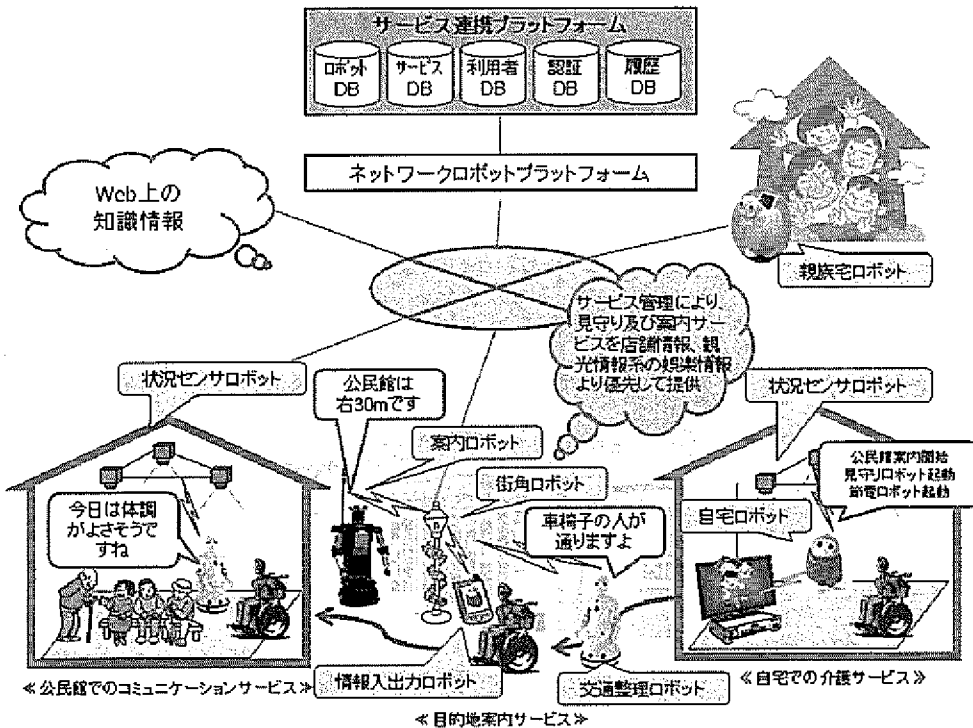 サービス連携プラットフォーム
ロボット
DB
サービス
DB
利用者
DB
認証
DB
履歴
DB
ネットワークロボットプラットフォーム
Web上の
知識情報
親族宅ロボット
サービス管理により、
見守り及び案内サー
ビスを店舗情報、観
光情報系の娯楽情報
より優先して提供
状況センサロボット
公民館は
右30mです
案内ロボット
街角ロボット
車椅子の人が
通りますよ
状況センサロボット
公民館案内開始
見守りロボット起動
節電ロボット起動
自宅ロボット
今日は体調
がよさそうで
すね
情報入出力ロボット
交通整理ロボット
≪公民館でのコミュニケーションサービス≫
≪目的地案内サービス≫
≪自宅での介護サービス≫